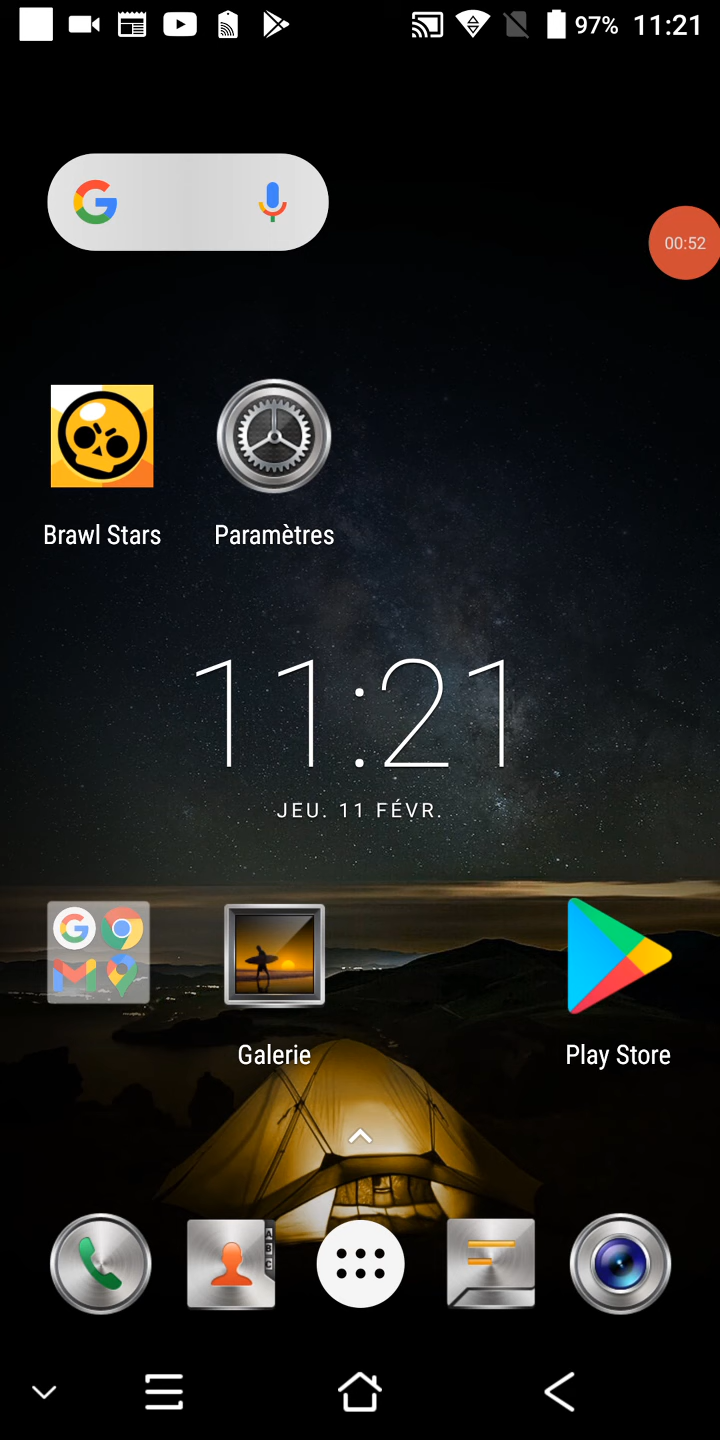 97% 11:21
00:52
Brawl Stars Paramètres
11:21
JEU. 11 FÉVR.
Galerie Play Store
A
B
C